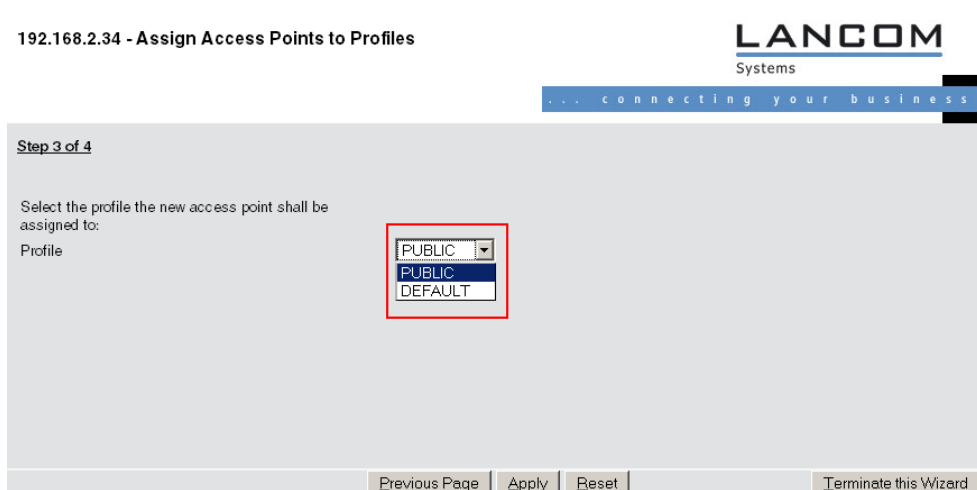 192.168.2.34 - Assign Access Points to Profiles
LANCOM
Systems
... connecting your business
Step 3 of 4
Select the profile the new access point shall be
assigned to:
Profile
PUBLIC
PUBLIC
DEFAULT
Previous Page
Apply
Reset
Terminate this Wizard